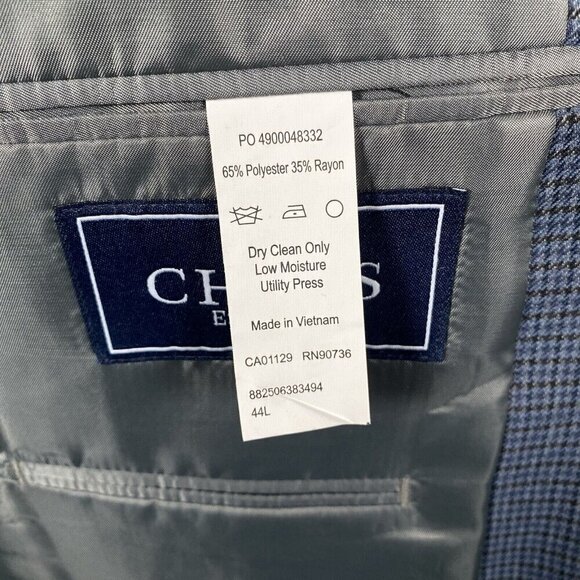 PO 4900048332
65% Polyester 35% Rayon
Dry Clean Only
Low Moisture
Utility Press
Made in Vietnam
CA01129 RN90736
882506383494
44L